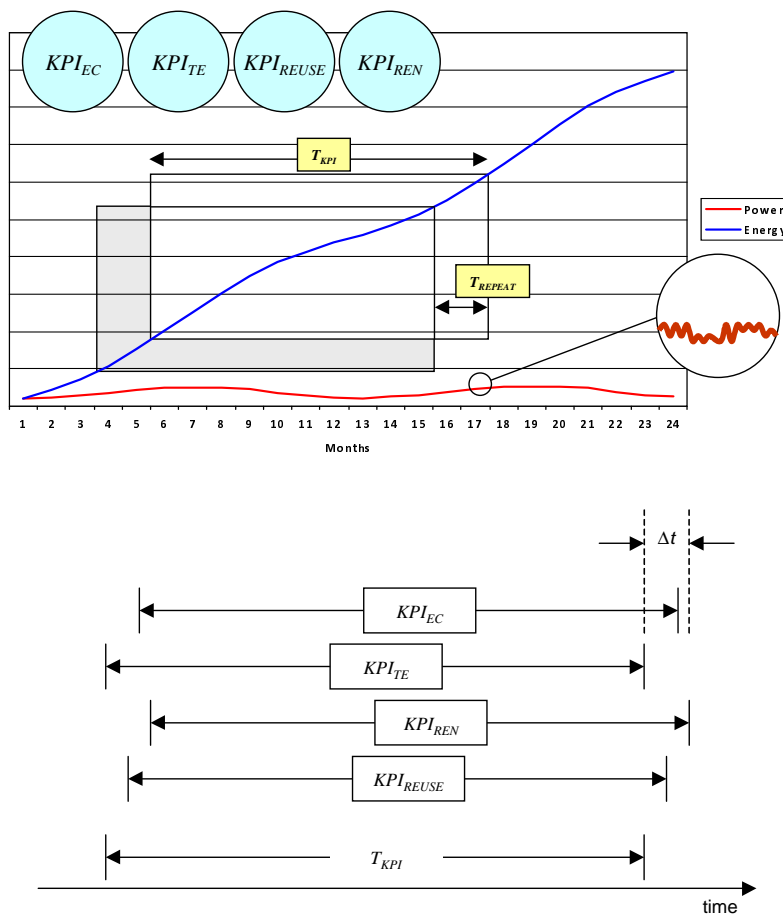 KPI_EC KPI_TE KPI_REUSE KPI_REN
T_KPI
Power
Energy
T_REPEAT
1 2 3 4 5 6 7 8 9 10 11 12 13 14 15 16 17 18 19 20 21 22 23 24
Months
Δt
KPI_EC
KPI_TE
KPI_REN
KPI_REUSE
T_KPI
time